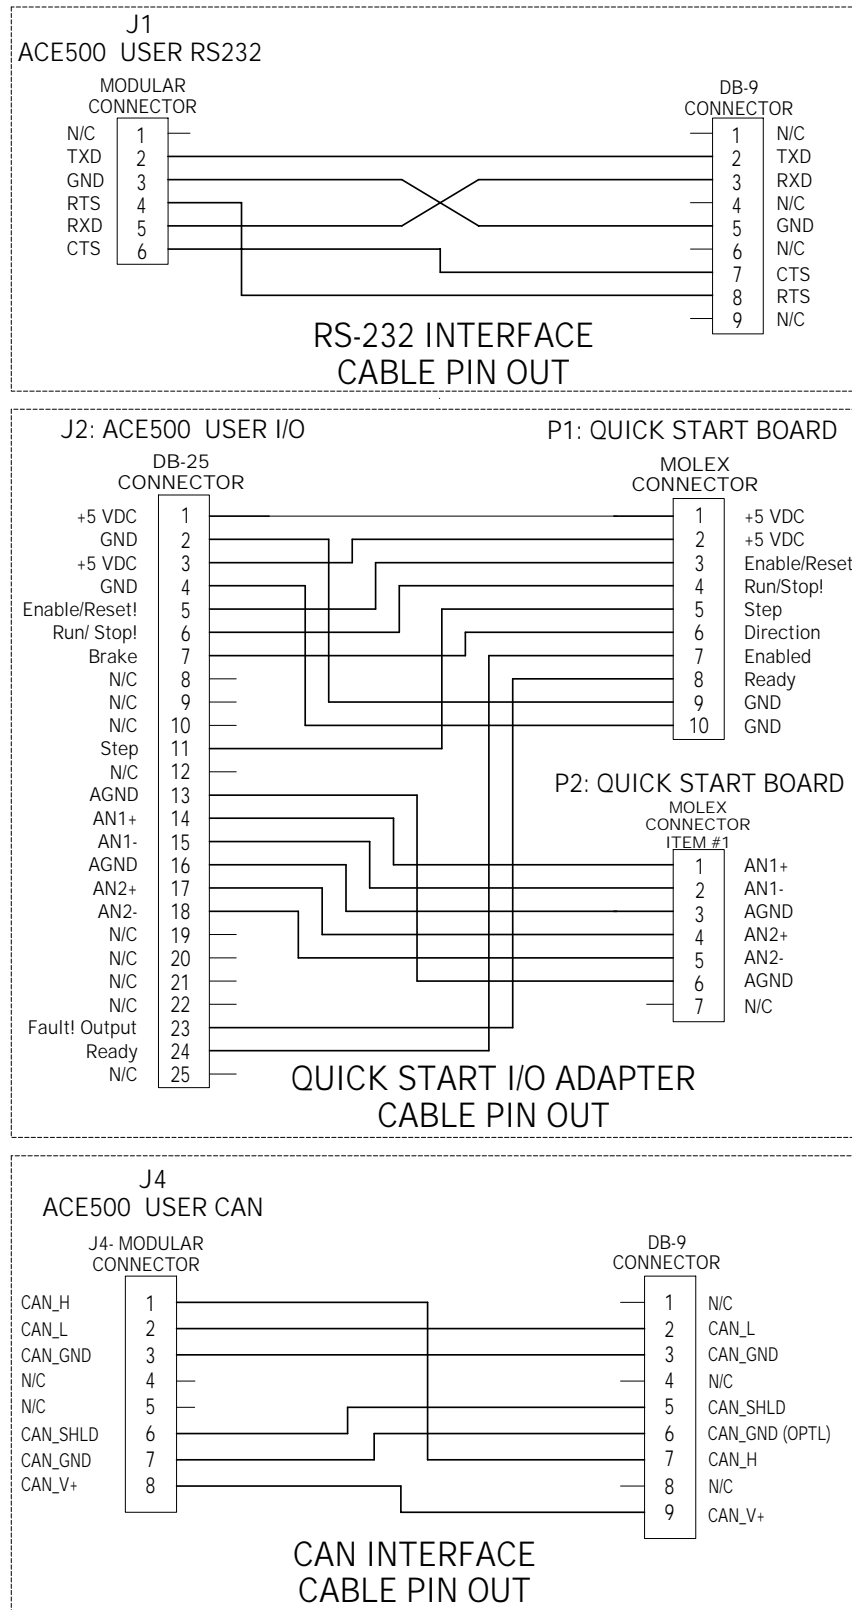 J1
ACE500 USER RS232
MODULAR
CONNECTOR
DB-9
CONNECTOR
N/C 1 1 N/C
TXD 2 2 TXD
GND 3 3 RXD
RTS 4 4 N/C
RXD 5 5 GND
CTS 6 6 N/C
7 CTS
8 RTS
9 N/C
RS-232 INTERFACE
CABLE PIN OUT
J2: ACE500 USER I/O
P1: QUICK START BOARD
DB-25
CONNECTOR
MOLEX
CONNECTOR
+5 VDC 1 1 +5 VDC
GND 2 2 +5 VDC
+5 VDC 3 3 Enable/Reset
GND 4 4 Run/Stop!
Enable/Reset! 5 5 Step
Run/ Stop! 6 6 Direction
Brake 7 7 Enabled
N/C 8 8 Ready
N/C 9 9 GND
N/C 10 10 GND
Step 11
N/C 12
P2: QUICK START BOARD
MOLEX
CONNECTOR
ITEM #1
AGND 13
AN1+ 14
AN1- 15
AGND 16 1 AN1+
AN2+ 17 2 AN1-
AN2- 18 3 AGND
N/C 19 4 AN2+
N/C 20 5 AN2-
N/C 21 6 AGND
N/C 22 7 N/C
Fault! Output 23
Ready 24
N/C 25
QUICK START I/O ADAPTER
CABLE PIN OUT
J4
ACE500 USER CAN
J4- MODULAR
CONNECTOR
DB-9
CONNECTOR
CAN_H 1 1 N/C
CAN_L 2 2 CAN_L
CAN_GND 3 3 CAN_GND
N/C 4 4 N/C
N/C 5 5 CAN_SHLD
CAN_SHLD 6 6 CAN_GND (OPTL)
CAN_GND 7 7 CAN_H
CAN_V+ 8 8 N/C
9 CAN_V+
CAN INTERFACE
CABLE PIN OUT